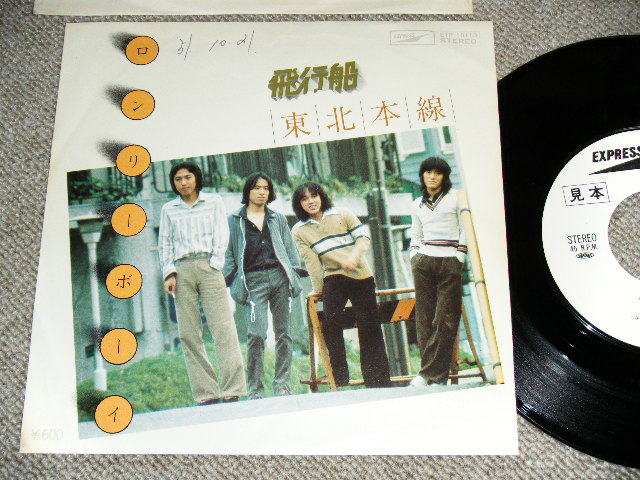 ロンリーボーイ
51 10.21.
EXPRESS
STEREO
飛行船
東北本線
¥600
EXPRESS
見本
STEREO
45 R.P.M.